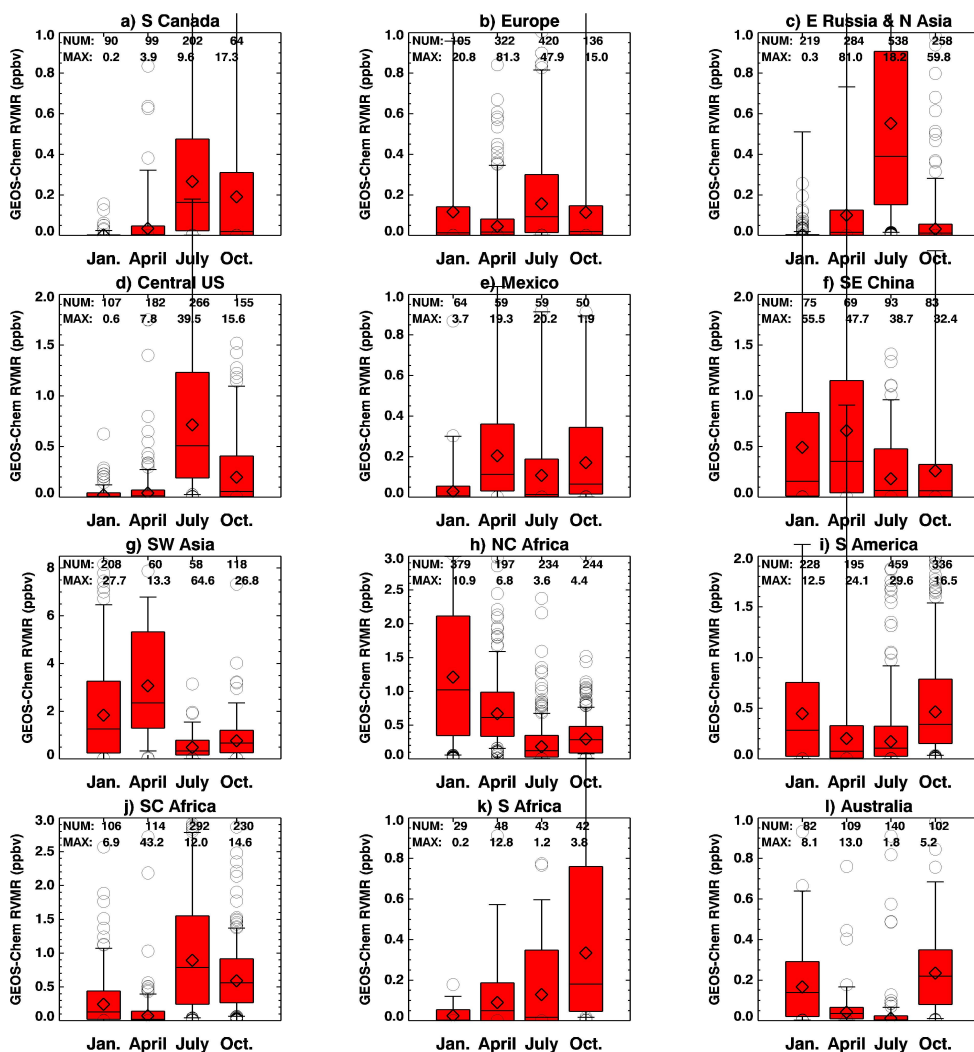 a) S Canada
GEOS-Chem RVMR (ppbv)
1.0
0.8
0.6
0.4
0.2
0.0
NUM: 90 99 202 64
MAX: 0.2 3.9 9.6 17.3
Jan. April July Oct.
b) Europe
GEOS-Chem RVMR (ppbv)
1.0
0.8
0.6
0.4
0.2
0.0
NUM: 105 322 420 136
MAX: 20.8 81.3 47.9 15.0
Jan. April July Oct.
c) E Russia & N Asia
GEOS-Chem RVMR (ppbv)
1.0
0.8
0.6
0.4
0.2
0.0
NUM: 219 284 538 258
MAX: 0.3 81.0 18.2 59.8
Jan. April July Oct.
d) Central US
GEOS-Chem RVMR (ppbv)
2.0
1.5
1.0
0.5
0.0
NUM: 107 182 266 155
MAX: 0.6 7.8 39.5 15.6
Jan. April July Oct.
e) Mexico
GEOS-Chem RVMR (ppbv)
1.0
0.8
0.6
0.4
0.2
0.0
NUM: 64 59 59 50
MAX: 3.7 19.3 20.2 1.9
Jan. April July Oct.
f) SE China
GEOS-Chem RVMR (ppbv)
2.0
1.5
1.0
0.5
0.0
NUM: 75 69 93 83
MAX: 55.5 47.7 38.7 32.4
Jan. April July Oct.
g) SW Asia
GEOS-Chem RVMR (ppbv)
8
6
4
2
0
NUM: 208 60 58 118
MAX: 27.7 13.3 64.6 26.8
Jan. April July Oct.
h) NC Africa
GEOS-Chem RVMR (ppbv)
3.0
2.5
2.0
1.5
1.0
0.5
0.0
NUM: 379 197 234 244
MAX: 10.9 6.8 3.6 4.4
Jan. April July Oct.
i) S America
GEOS-Chem RVMR (ppbv)
2.0
1.5
1.0
0.5
0.0
NUM: 228 195 459 336
MAX: 12.5 24.1 29.6 16.5
Jan. April July Oct.
j) SC Africa
GEOS-Chem RVMR (ppbv)
3.0
2.5
2.0
1.5
1.0
0.5
0.0
NUM: 106 114 292 230
MAX: 6.9 43.2 12.0 14.6
Jan. April July Oct.
k) S Africa
GEOS-Chem RVMR (ppbv)
1.0
0.8
0.6
0.4
0.2
0.0
NUM: 29 48 43 42
MAX: 0.2 12.8 1.2 3.8
Jan. April July Oct.
l) Australia
GEOS-Chem RVMR (ppbv)
1.0
0.8
0.6
0.4
0.2
0.0
NUM: 82 109 140 102
MAX: 8.1 13.0 1.8 5.2
Jan. April July Oct.